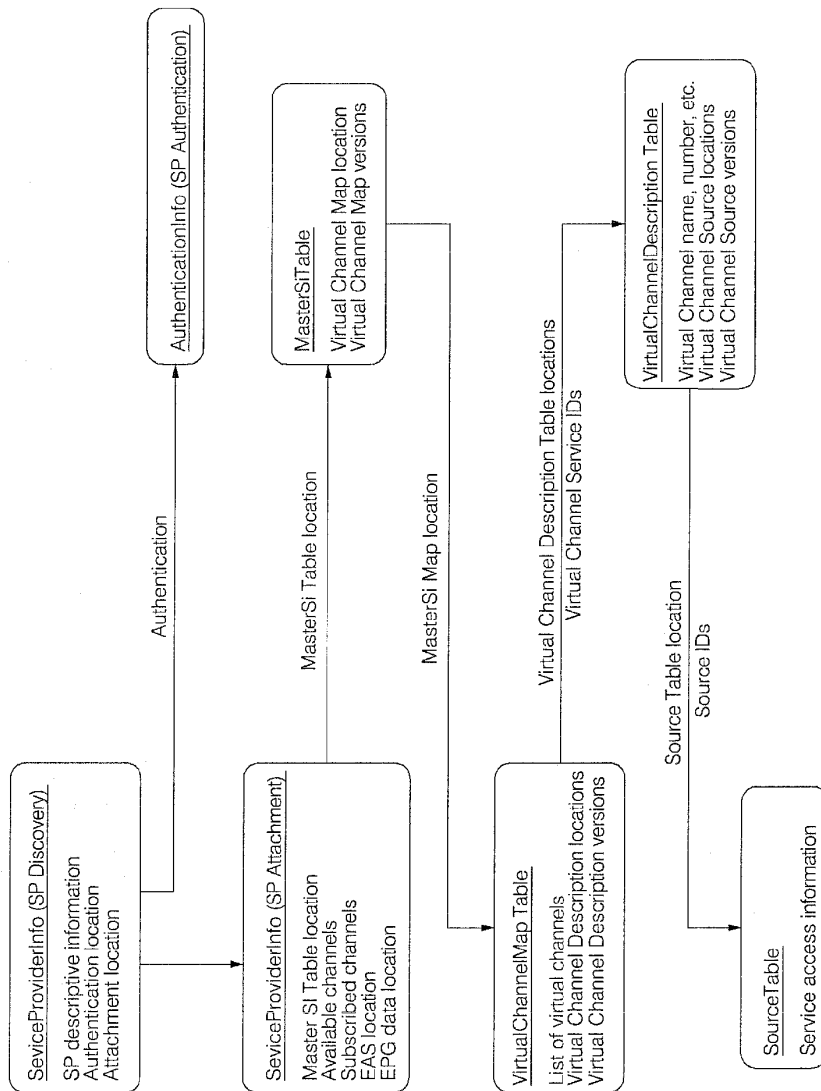 SeviceProviderInfo (SP Discovery)
SP descriptive information
Authentication location
Attachment location
Authentication
AuthenticationInfo (SP Authentication)
SeviceProviderInfo (SP Attachment)
Master SI Table location
Available channels
Subscribed channels
EAS location
EPG data location
MasterSi Table location
MasterSiTable
Virtual Channel Map location
Virtual Channel Map versions
MasterSi Map location
VirtualChannelMap Table
List of virtual channels
Virtual Channel Description locations
Virtual Channel Description versions
Virtual Channel Description Table locations
Virtual Channel Service IDs
VirtualChannelDescription Table
Virtual Channel name, number, etc.
Virtual Channel Source locations
Virtual Channel Source versions
Source Table location
Source IDs
SourceTable
Service access information